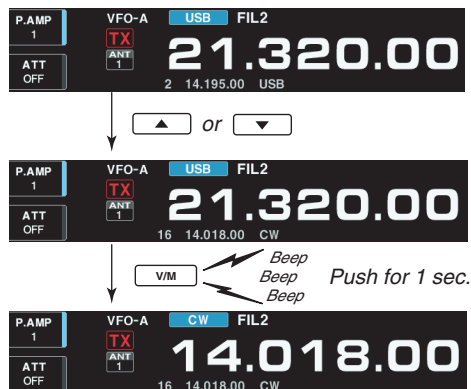 P.AMP VFO-A USB FIL2
1 TX 21.320.00
ATT ANT
OFF 1
2 14.195.00 USB
▲ or ▼
P.AMP VFO-A USB FIL2
1 TX 21.320.00
ATT ANT
OFF 1
16 14.018.00 CW
Beep
V/M Beep Push for 1 sec.
Beep
P.AMP VFO-A CW FIL2
1 TX 14.018.00
ATT ANT
OFF 1
16 14.018.00 CW